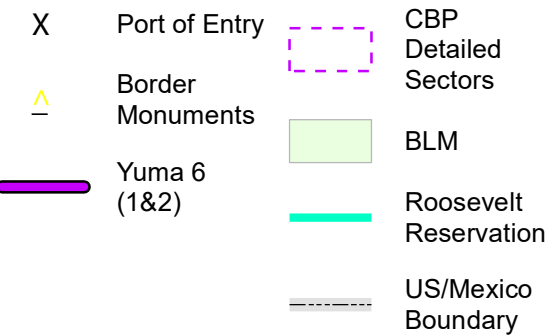 X Port of Entry
^ Border
Monuments
Yuma 6
(1&2)
CBP
Detailed
Sectors
BLM
Roosevelt
Reservation
US/Mexico
Boundary